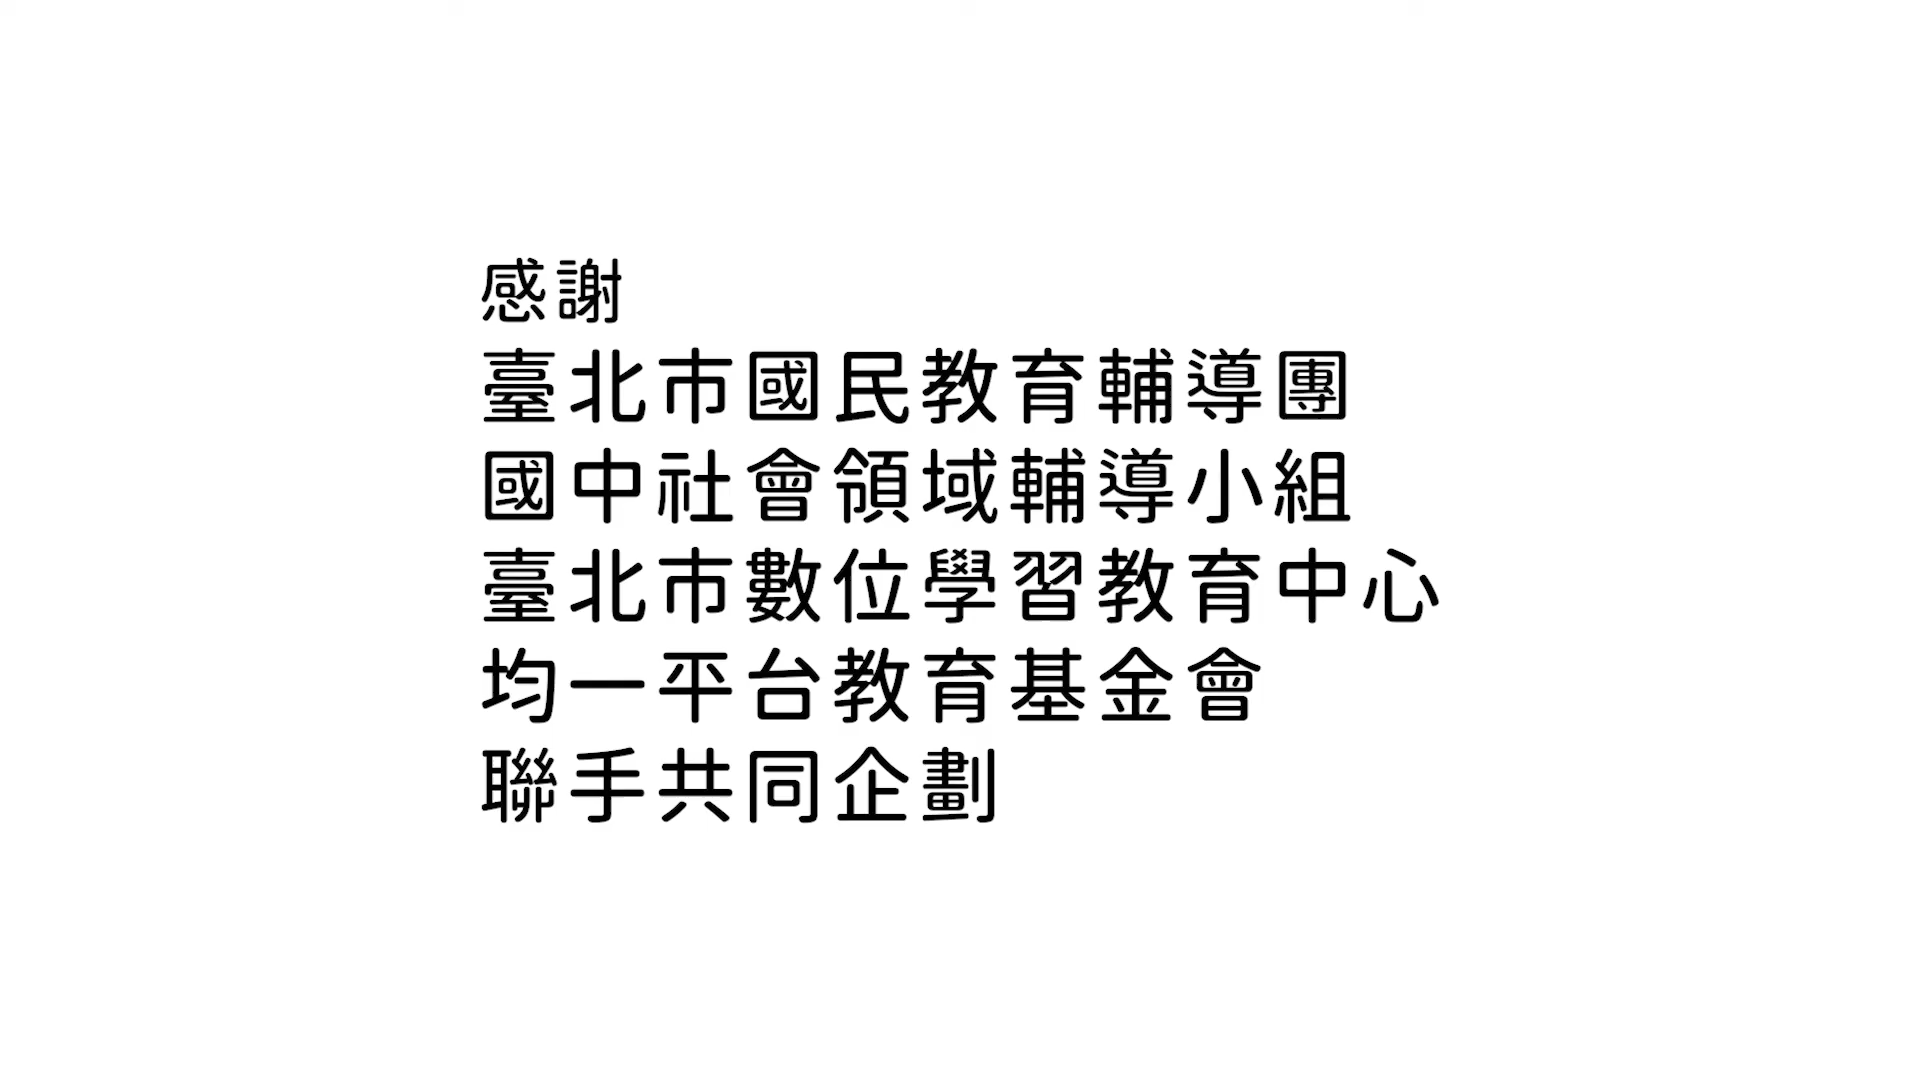 感謝
臺北市國民教育輔導團
國中社會領域輔導小組
臺北市數位學習教育中心
均一平台教育基金會
聯手共同企劃